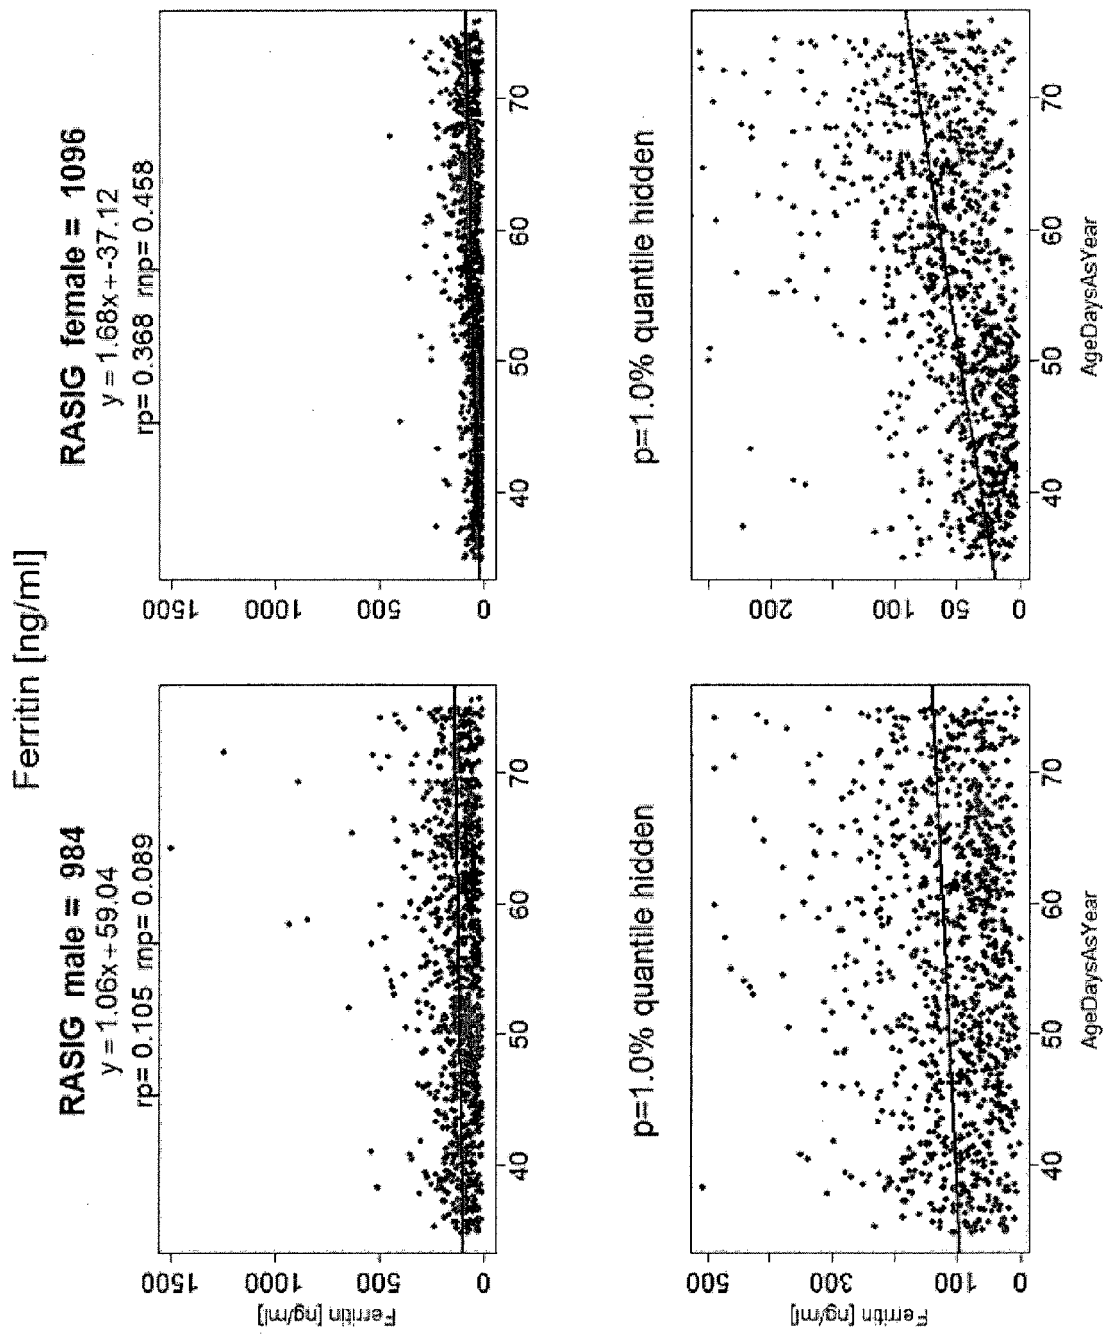 Ferritin [ng/ml]
RASIG male = 984
y = 1.06x + 59.04
rp= 0.105 rnp= 0.089
RASIG female = 1096
y = 1.68x + -37.12
rp= 0.368 rnp= 0.458
Ferritin [ng/ml]
0 500 1000 1500
40 50 60 70
0 500 1000 1500
40 50 60 70
p=1.0% quantile hidden
p=1.0% quantile hidden
Ferritin [ng/ml]
0 100 300 500
40 50 60 70
AgeDaysAsYear
0 50 100 200
40 50 60 70
AgeDaysAsYear